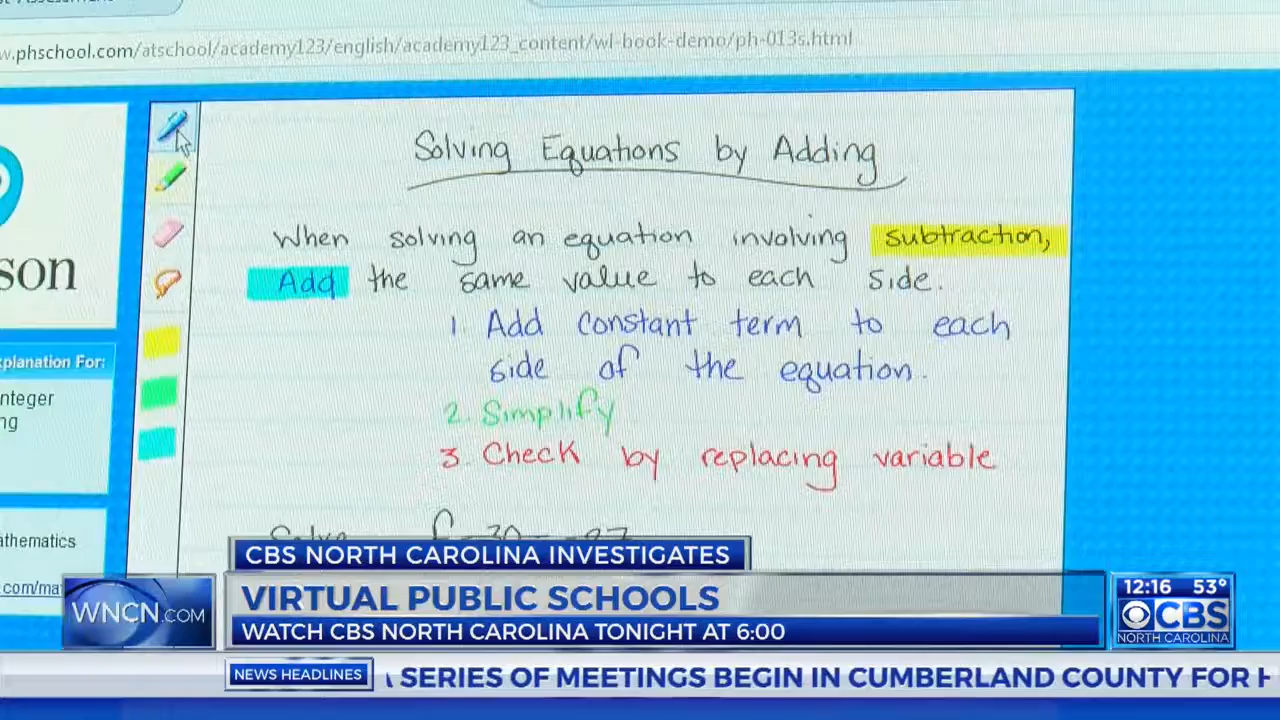 w.phschool.com/atschool/academy123/english/academy123_content/wl-book-demo/ph-013s.html
Solving Equations by Adding
When solving an equation involving subtraction,
Add the same value to each side.
1. Add constant term to each
side of the equation.
2. Simplify
3. Check by replacing variable
Solve
son
xplanation For:
nteger
ng
athematics
.com/ma
CBS NORTH CAROLINA INVESTIGATES
VIRTUAL PUBLIC SCHOOLS
WATCH CBS NORTH CAROLINA TONIGHT AT 6:00
WNCN.COM
12:16 53°
CBS
NORTH CAROLINA
NEWS HEADLINES
A SERIES OF MEETINGS BEGIN IN CUMBERLAND COUNTY FOR H